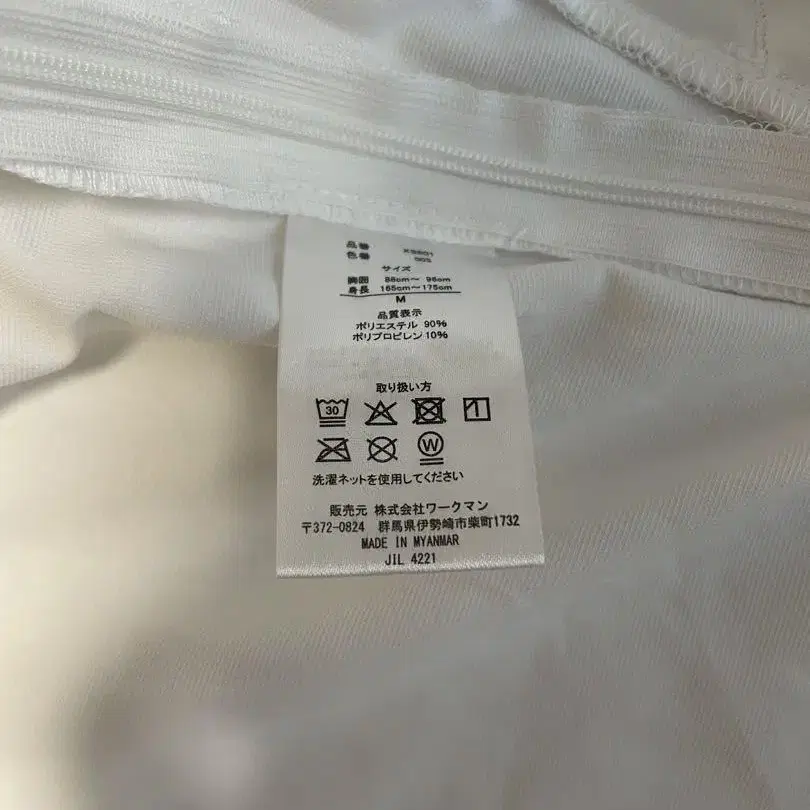 品番
色番
サイズ
胸囲 88cm～ 96cm
身長 165cm～175cm
M
品質表示
ポリエステル 90%
ポリプロピレン 10%
取り扱い方
30
1
W
洗濯ネットを使用してください
販売元 株式会社ワークマン
〒372-0824 群馬県伊勢崎市柴町1732
MADE IN MYANMAR
JIL 4221